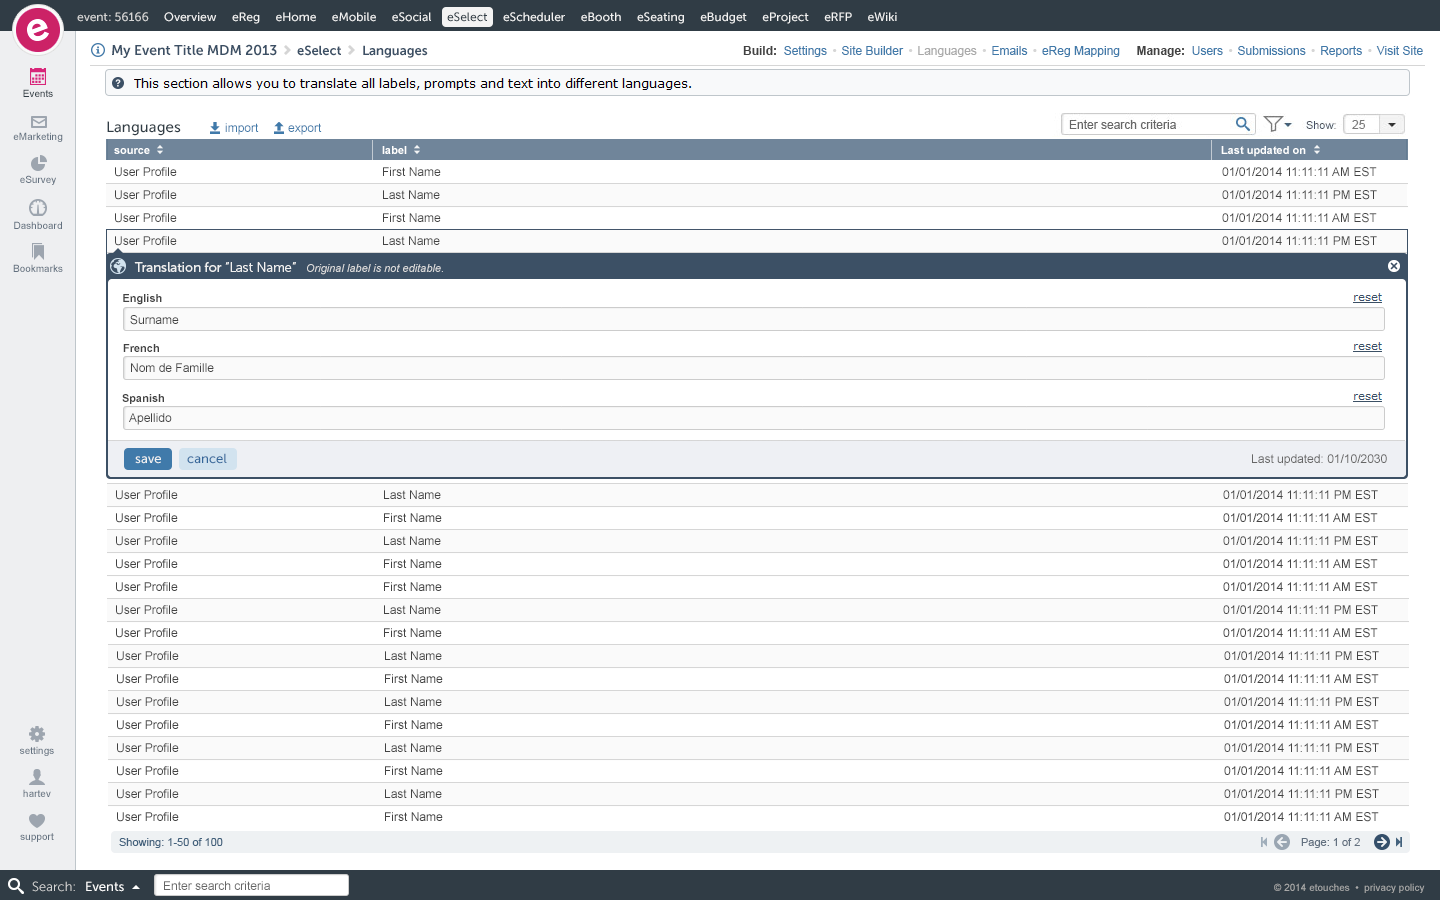 event: 56166 Overview eReg eHome eMobile eSocial eSelect eScheduler eBooth eSeating eBudget eProject eRFP eWiki
e
My Event Title MDM 2013 > eSelect > Languages
Build: Settings • Site Builder • Languages • Emails • eReg Mapping Manage: Users • Submissions • Reports • Visit Site
This section allows you to translate all labels, prompts and text into different languages.
Events
eMarketing
eSurvey
Dashboard
Bookmarks
settings
hartev
support
Languages import export Enter search criteria Show: 25
source label Last updated on
User Profile First Name 01/01/2014 11:11:11 AM EST
User Profile Last Name 01/01/2014 11:11:11 PM EST
User Profile First Name 01/01/2014 11:11:11 AM EST
User Profile Last Name 01/01/2014 11:11:11 PM EST
Translation for “Last Name” Original label is not editable.
English reset
Surname
French reset
Nom de Famille
Spanish reset
Apellido
save cancel Last updated: 01/10/2030
User Profile Last Name 01/01/2014 11:11:11 PM EST
User Profile First Name 01/01/2014 11:11:11 AM EST
User Profile Last Name 01/01/2014 11:11:11 PM EST
User Profile First Name 01/01/2014 11:11:11 AM EST
User Profile First Name 01/01/2014 11:11:11 AM EST
User Profile Last Name 01/01/2014 11:11:11 PM EST
User Profile First Name 01/01/2014 11:11:11 AM EST
User Profile Last Name 01/01/2014 11:11:11 PM EST
User Profile First Name 01/01/2014 11:11:11 AM EST
User Profile Last Name 01/01/2014 11:11:11 PM EST
User Profile First Name 01/01/2014 11:11:11 AM EST
User Profile Last Name 01/01/2014 11:11:11 PM EST
User Profile First Name 01/01/2014 11:11:11 AM EST
User Profile Last Name 01/01/2014 11:11:11 PM EST
User Profile First Name 01/01/2014 11:11:11 AM EST
Showing: 1-50 of 100 Page: 1 of 2
Search: Events Enter search criteria © 2014 etouches • privacy policy